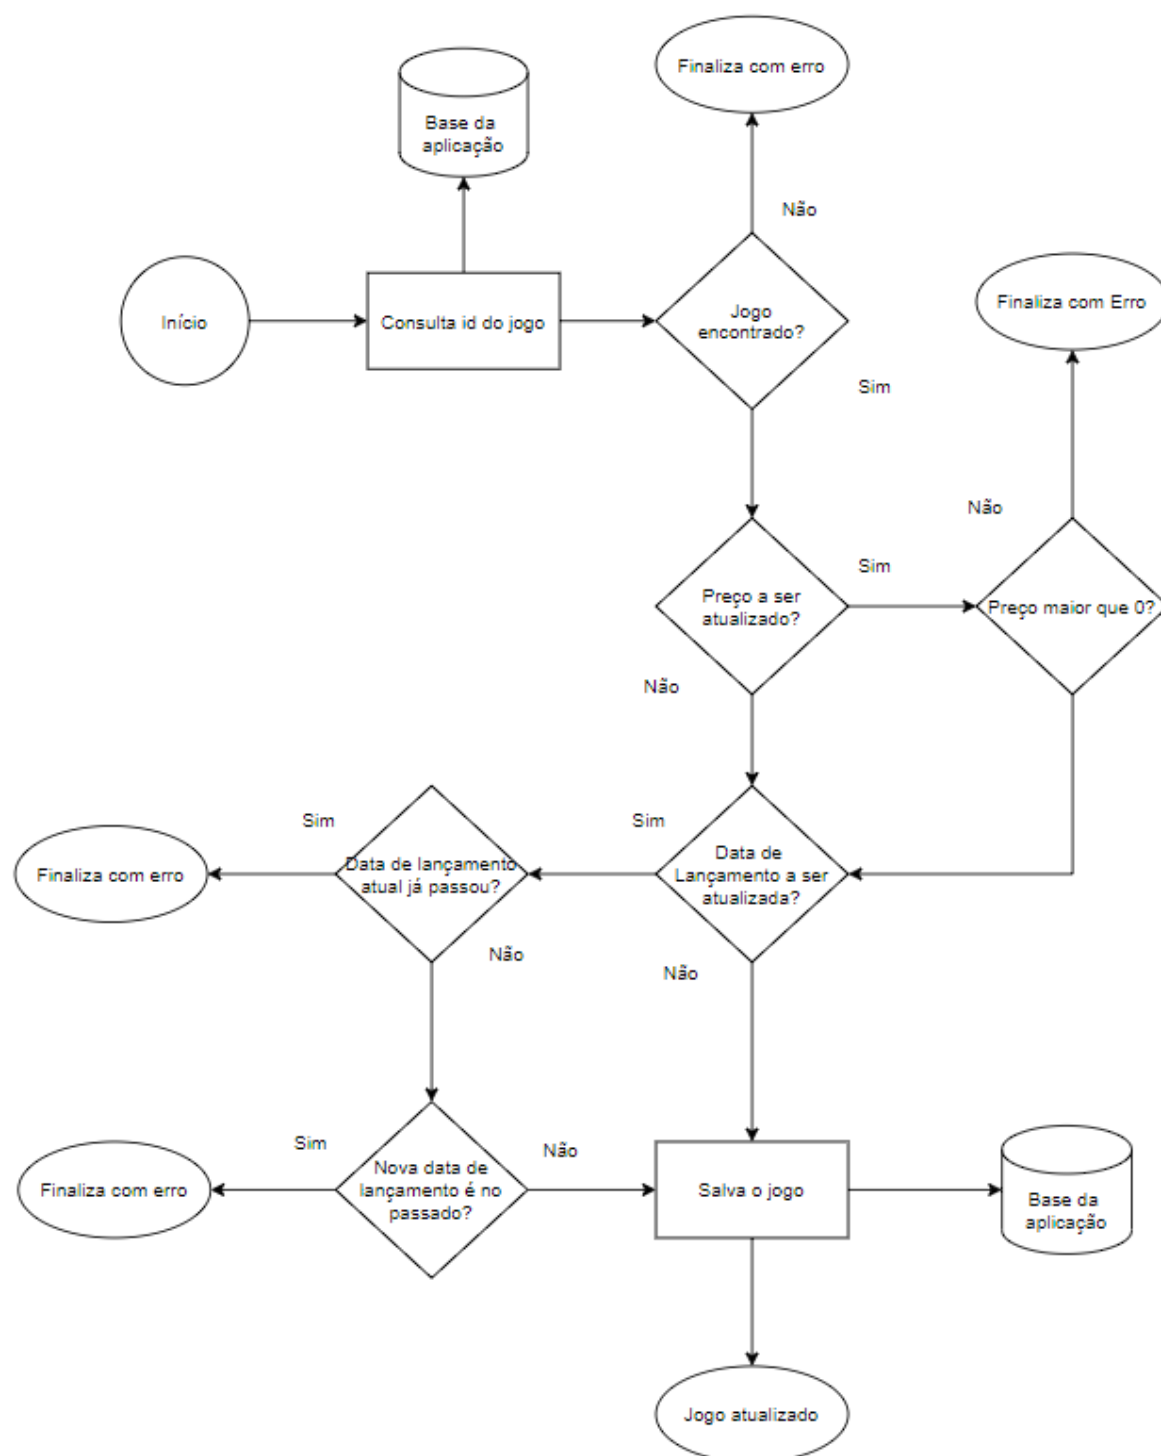 Finaliza com erro
Base da
aplicação
Não
Início
Consulta id do jogo
Jogo
encontrado?
Finaliza com Erro
Sim
Não
Sim
Preço a ser
atualizado?
Preço maior que 0?
Não
Sim
Sim
Data de lançamento
atual já passou?
Data de
Lançamento a ser
atualizada?
Finaliza com erro
Não
Não
Sim
Não
Finaliza com erro
Nova data de
lançamento é no
passado?
Salva o jogo
Base da
aplicação
Jogo atualizado